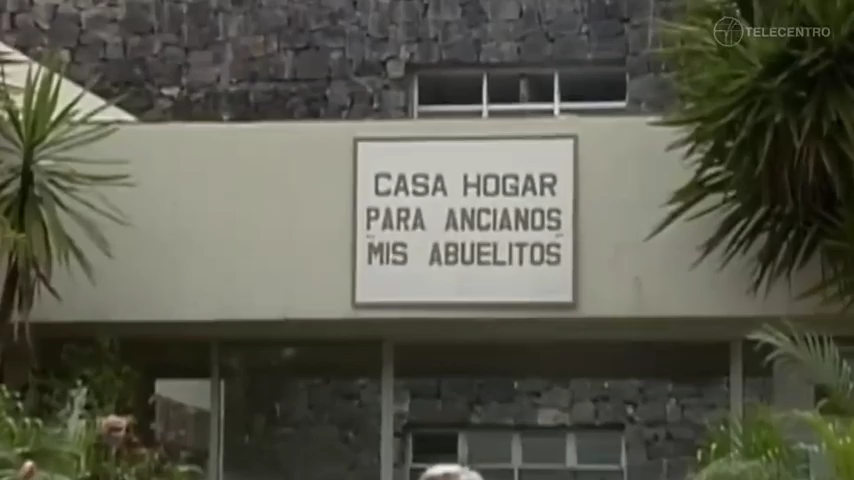 TELECENTRO
CASA HOGAR
PARA ANCIANOS
"MIS ABUELITOS"